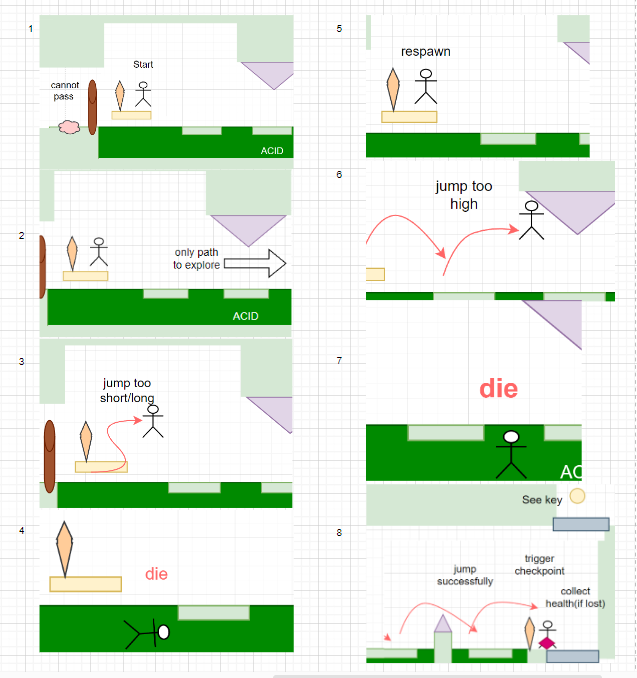 1
Start
cannot
pass
ACID
2
only path
to explore
ACID
3
jump too
short/long
4
die
5
respawn
6
jump too
high
7
die
AC
See key
8
trigger
checkpoint
jump
successfully
collect
health(if lost)